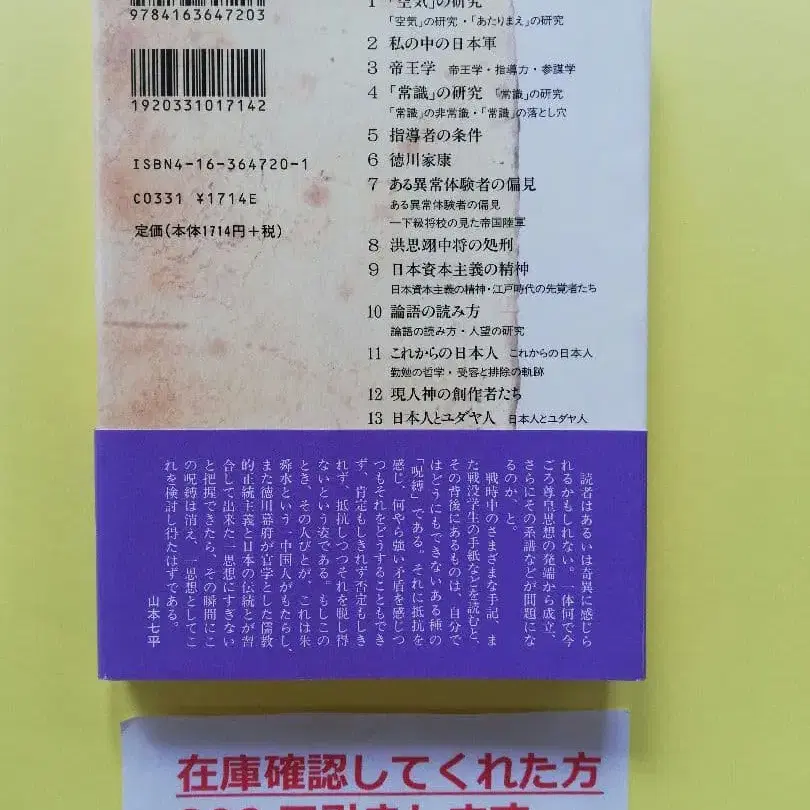 9784163647203
1920331017142
ISBN4-16-364720-1
C0331 ¥1714E
定価(本体1714円+税)
1 「空気」の研究
「空気」の研究・「あたりまえ」の研究
2 私の中の日本軍
3 帝王学 帝王学・指導力・参謀学
4 「常識」の研究 「常識」の研究
「常識」の非常識・「常識」の落とし穴
5 指導者の条件
6 徳川家康
7 ある異常体験者の偏見
ある異常体験者の偏見
一下級将校の見た帝国陸軍
8 洪思翊中将の処刑
9 日本資本主義の精神
日本資本主義の精神・江戸時代の先覚者たち
10 論語の読み方
論語の読み方・人望の研究
11 これからの日本人 これからの日本人
勤勉の哲学・受容と排除の軌跡
12 現人神の創作者たち
13 日本人とユダヤ人 日本人とユダヤ人
読者はあるいは奇異に感じら
れるかもしれない。一体何で今
ごろ尊皇思想の発端から成立、
さらにその系譜などが問題にな
るのか、と。
戦時中のさまざまな手記、ま
た戦没学生の手紙などを読むと、
その背後にあるものは、自分で
はどうにもできないある種の
「呪縛」である。それに抵抗を
感じ、何やら強い矛盾を感じつ
つもそれをどうすることもでき
ず、肯定もしきれず否定もしき
れず、抵抗しつつそれを脱し得
ないという姿である。もしこの
とき、その人びとが、これは朱
舜水という一中国人がもたらし、
また徳川幕府が官学とした儒教
的正統主義と日本の伝統とが習
合して出来た一思想にすぎない
と把握できたら、その瞬間にこ
の呪縛は消え、一思想としてこ
れを検討し得たはずである。
山本七平
在庫確認してくれた方